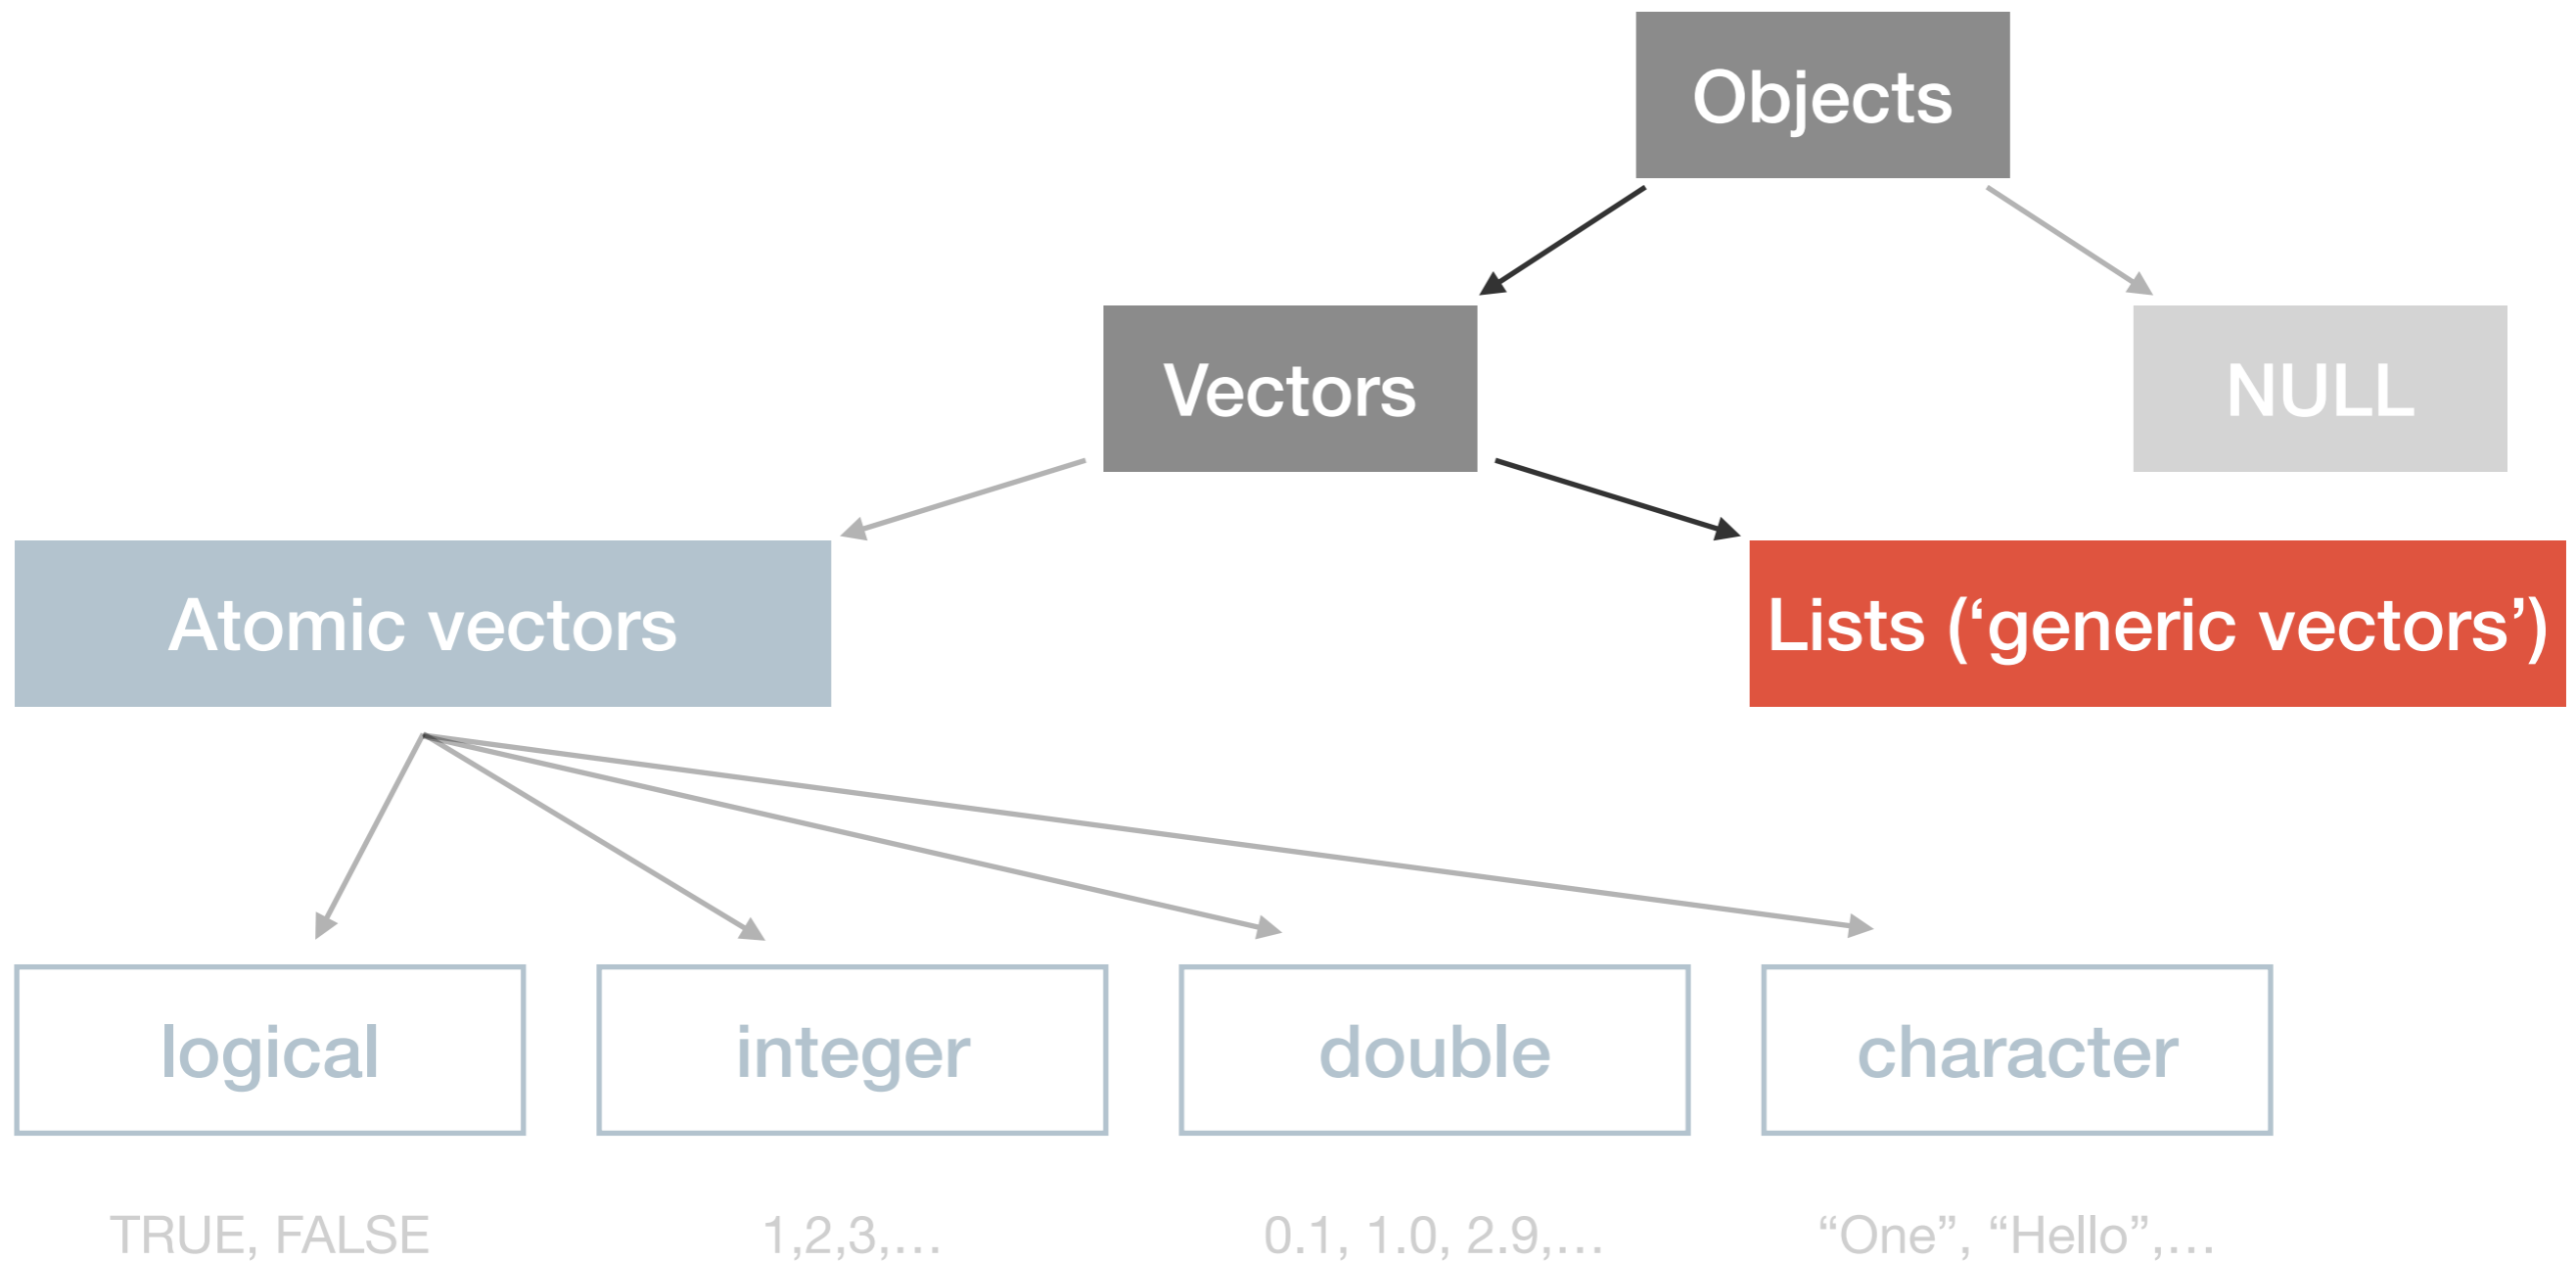 Objects
Vectors
NULL
Atomic vectors
Lists (‘generic vectors’)
logical
integer
double
character
TRUE, FALSE
1,2,3,…
0.1, 1.0, 2.9,…
“One”, “Hello”,…